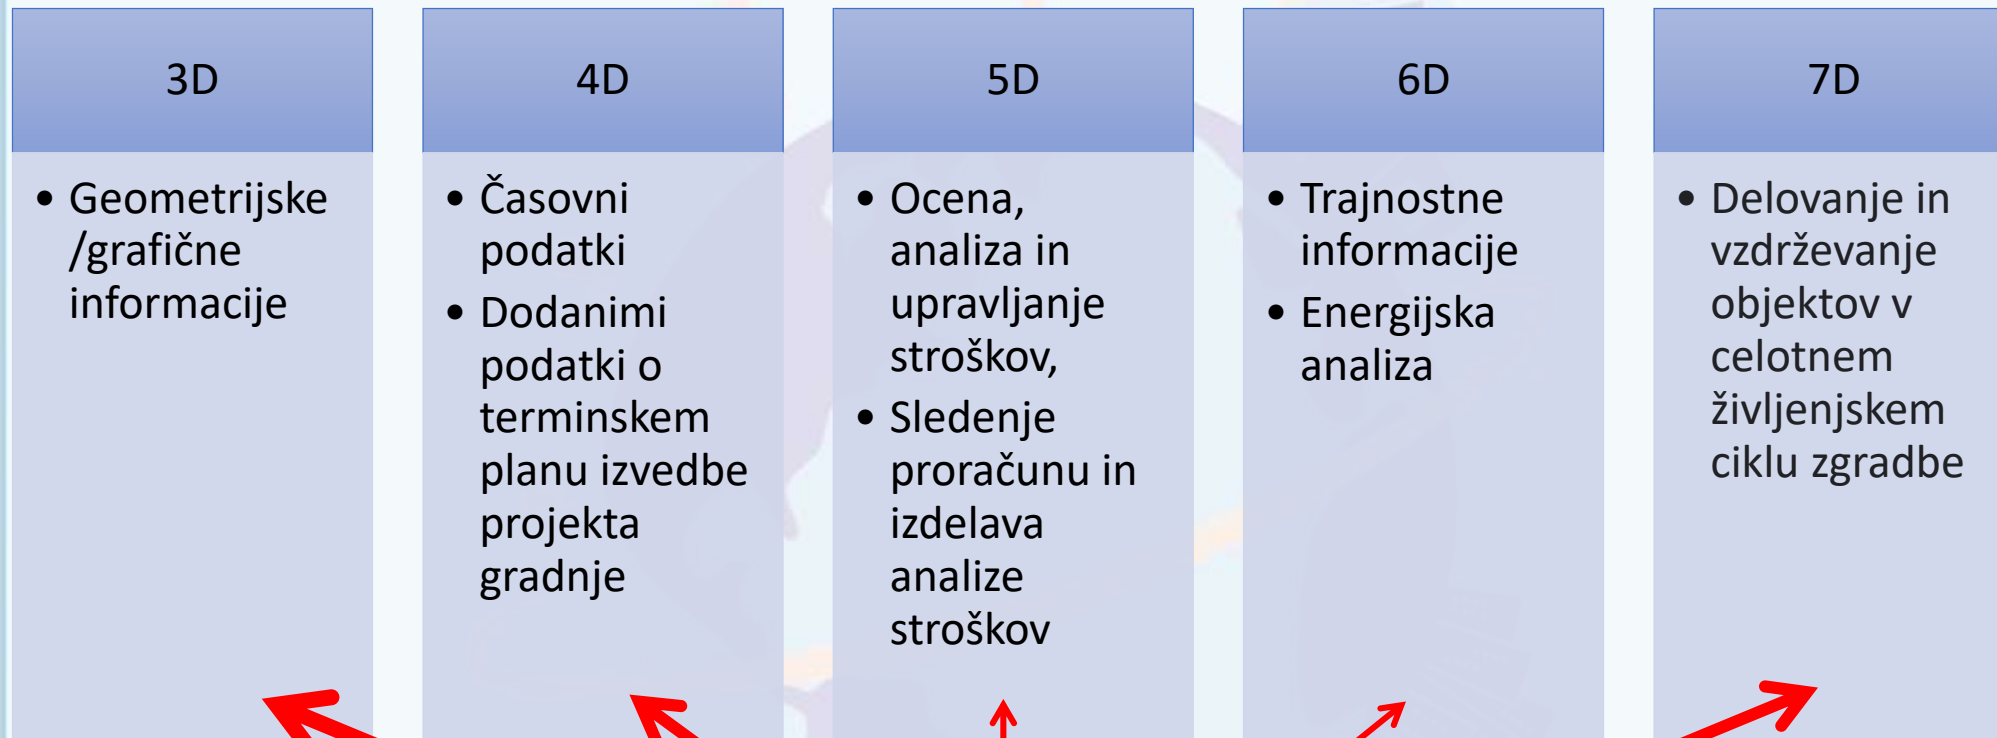 3D
• Geometrijske
/grafične
informacije
4D
• Časovni
podatki
• Dodanimi
podatki o
terminskem
planu izvedbe
projekta
gradnje
5D
• Ocena,
analiza in
upravljanje
stroškov,
• Sledenje
proračunu in
izdelava
analize
stroškov
6D
• Trajnostne
informacije
• Energijska
analiza
7D
• Delovanje in
vzdrževanje
objektov v
celotnem
življenjskem
ciklu zgradbe